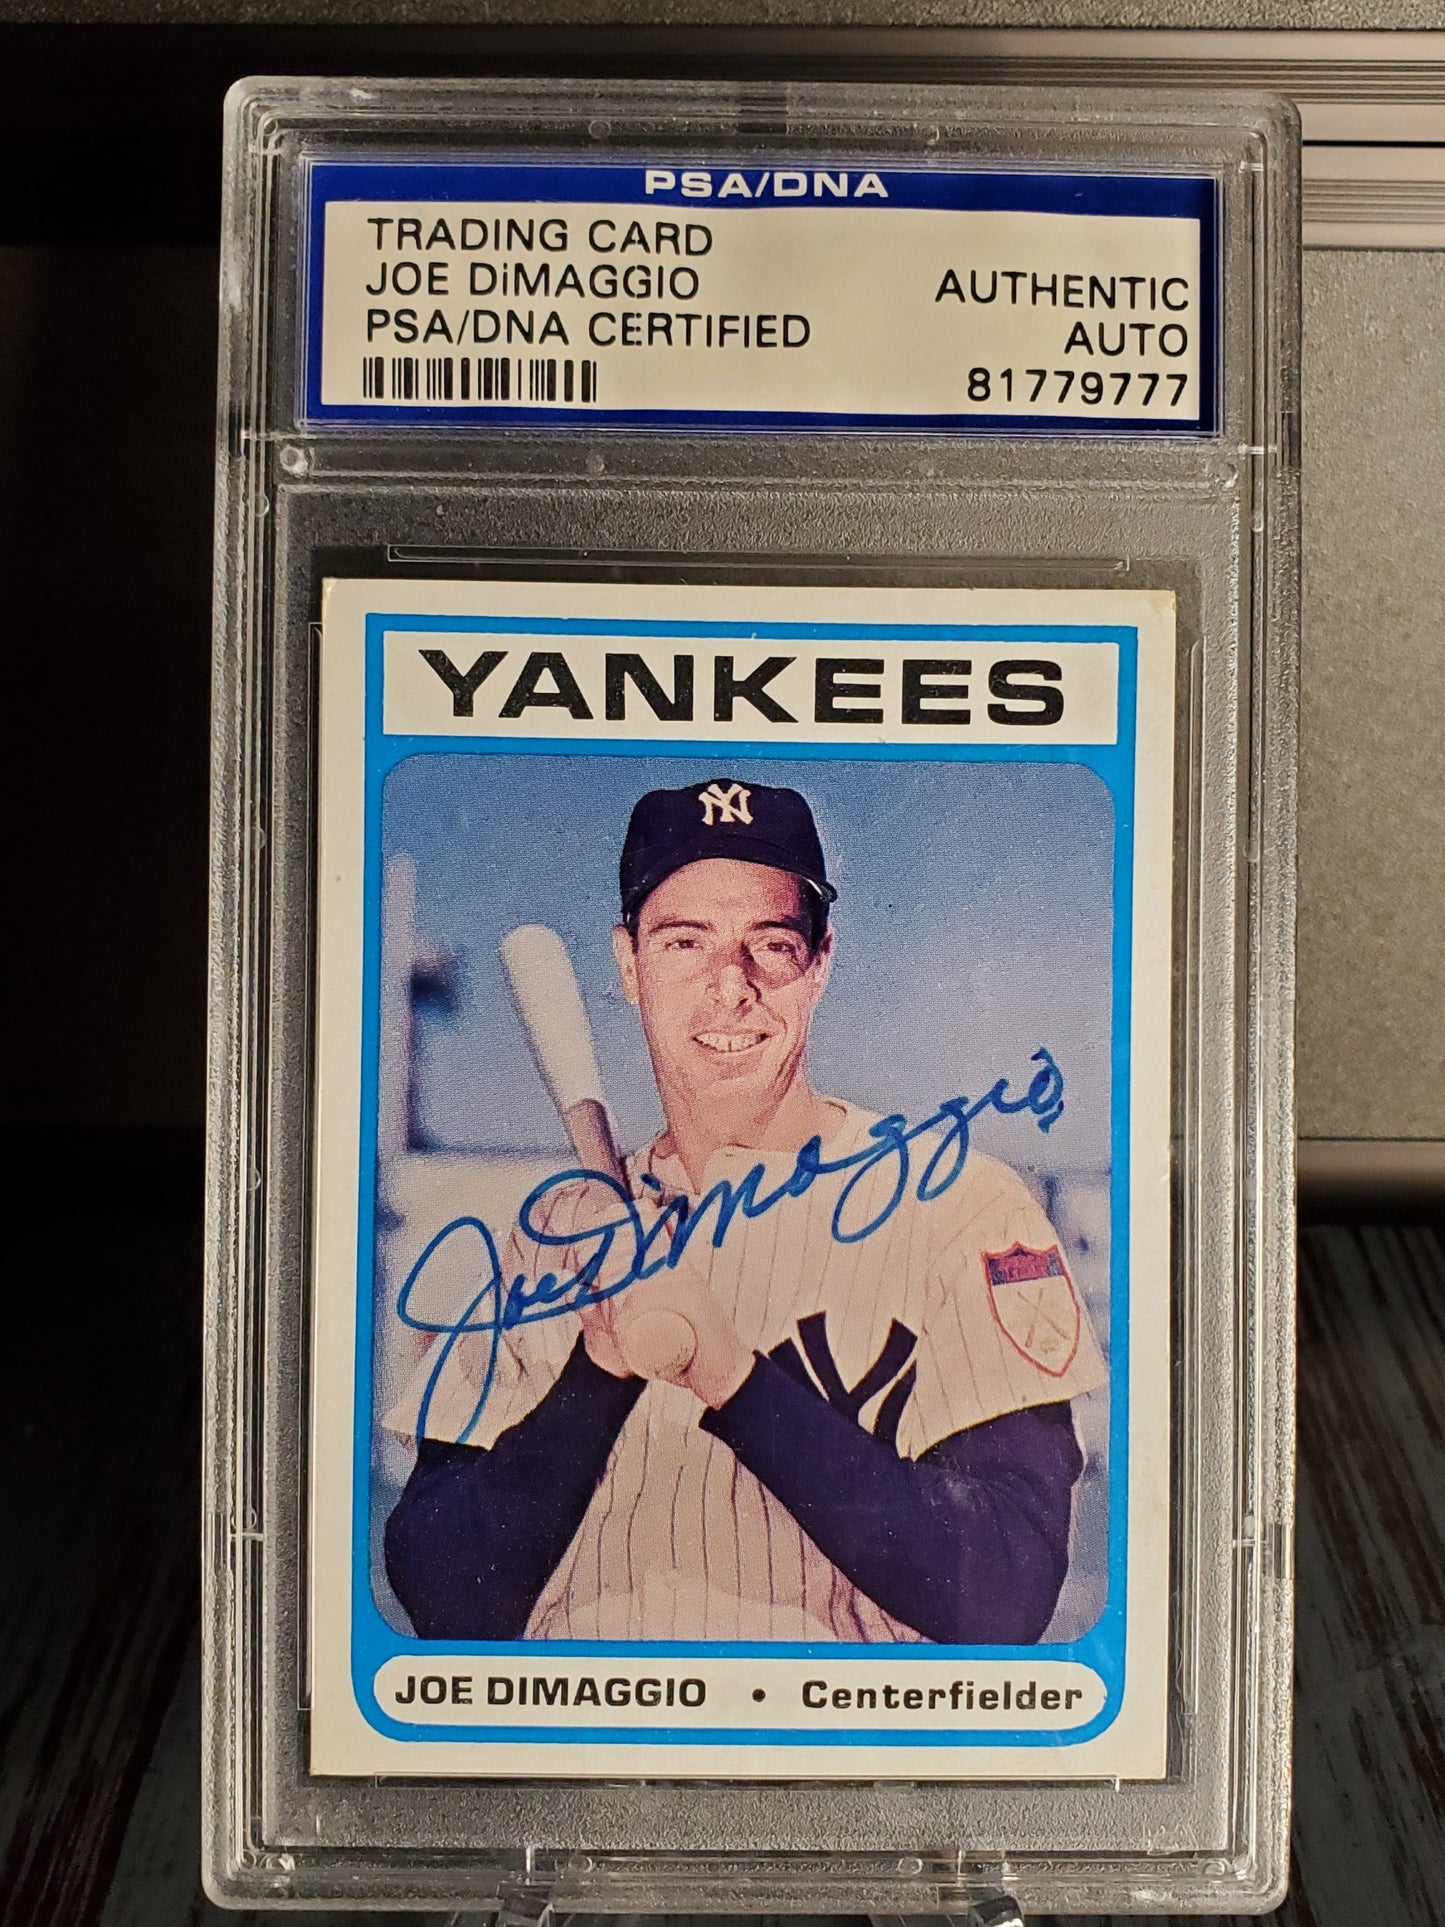 PSA/DNA
TRADING CARD
JOE DiMAGGIO
PSA/DNA CERTIFIED
AUTHENTIC
AUTO
81779777
YANKEES
NY
Joe DiMaggio
JOE DIMAGGIO • Centerfielder